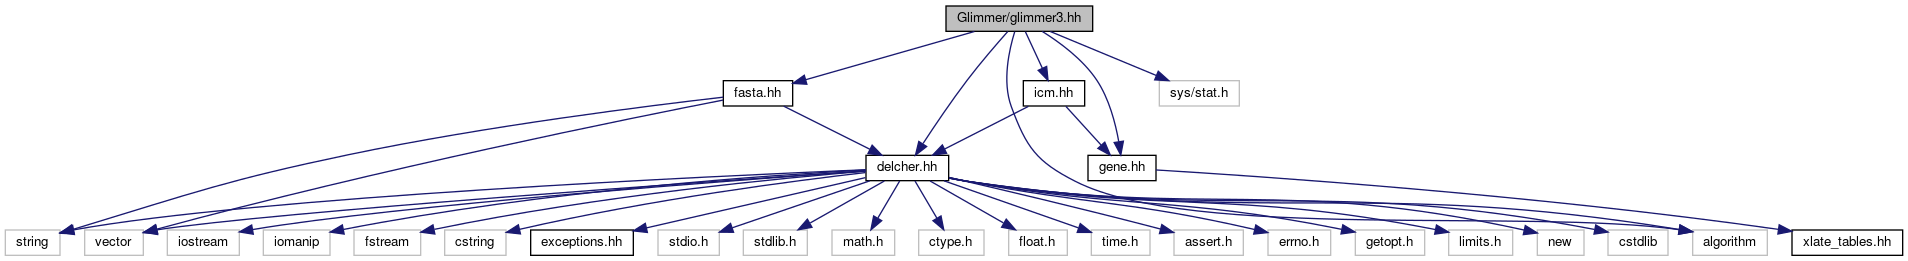 Glimmer/glimmer3.hh
fasta.hh
icm.hh
sys/stat.h
delcher.hh
gene.hh
string
vector
iostream
iomanip
fstream
cstring
exceptions.hh
stdio.h
stdlib.h
math.h
ctype.h
float.h
time.h
assert.h
errno.h
getopt.h
limits.h
new
cstdlib
algorithm
xlate_tables.hh